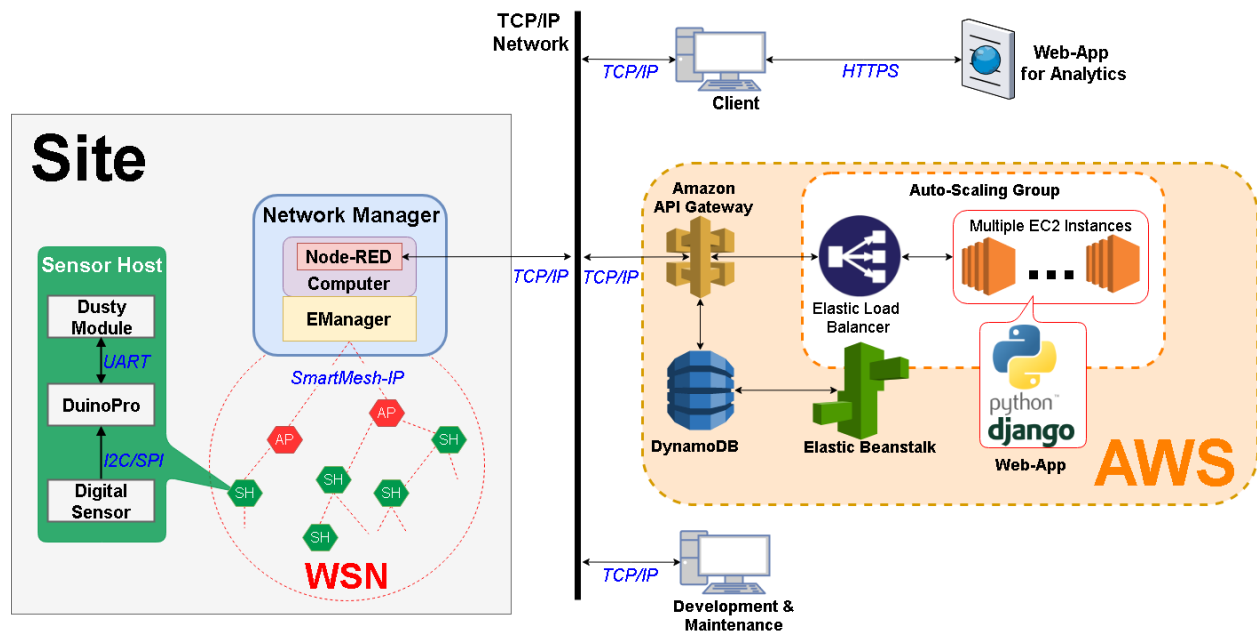 TCP/IP
Network
TCP/IP
Client
HTTPS
Web-App
for Analytics
Site
Network Manager
Node-RED
Computer
EManager
TCP/IP
TCP/IP
Sensor Host
Dusty
Module
UART
DuinoPro
I2C/SPI
Digital
Sensor
SmartMesh-IP
AP
AP
SH
SH
SH
SH
SH
WSN
Amazon
API Gateway
Auto-Scaling Group
Multiple EC2 Instances
Elastic Load
Balancer
DynamoDB
Elastic Beanstalk
python™
django
Web-App
AWS
TCP/IP
Development &
Maintenance